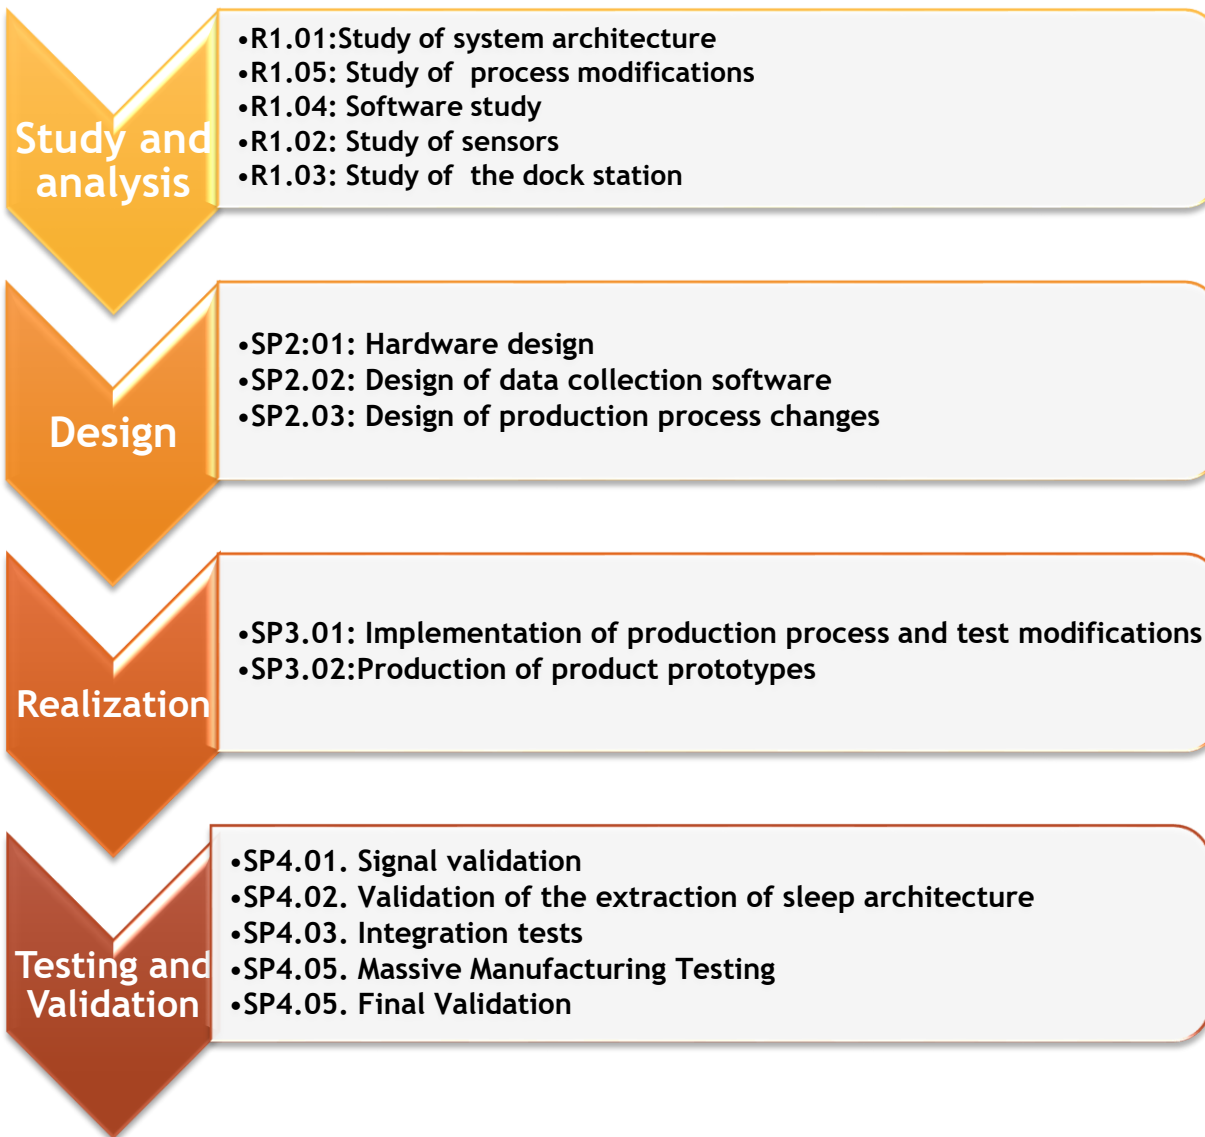 Study and
analysis
•R1.01:Study of system architecture
•R1.05: Study of process modifications
•R1.04: Software study
•R1.02: Study of sensors
•R1.03: Study of the dock station
Design
•SP2:01: Hardware design
•SP2.02: Design of data collection software
•SP2.03: Design of production process changes
Realization
•SP3.01: Implementation of production process and test modifications
•SP3.02:Production of product prototypes
Testing and
Validation
•SP4.01. Signal validation
•SP4.02. Validation of the extraction of sleep architecture
•SP4.03. Integration tests
•SP4.05. Massive Manufacturing Testing
•SP4.05. Final Validation